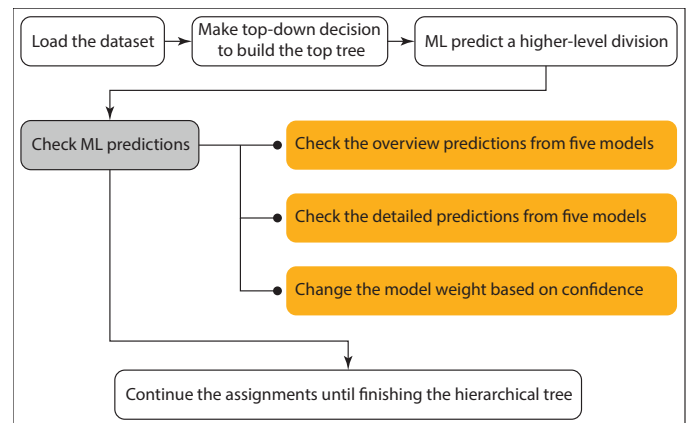 Load the dataset
Make top-down decision
to build the top tree
ML predict a higher-level division
Check ML predictions
Check the overview predictions from five models
Check the detailed predictions from five models
Change the model weight based on confidence
Continue the assignments until finishing the hierarchical tree